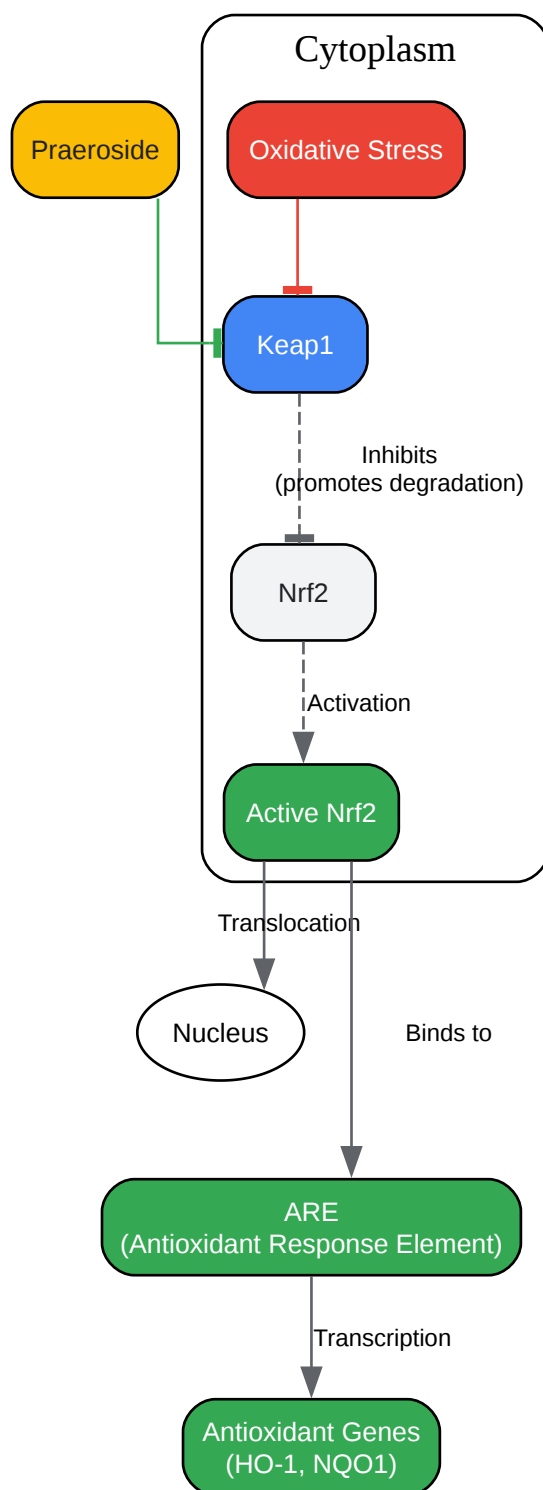 Cytoplasm
Praeroside
Oxidative Stress
Keap1
Inhibits
(promotes degradation)
Nrf2
Activation
Active Nrf2
Translocation
Nucleus
Binds to
ARE
(Antioxidant Response Element)
Transcription
Antioxidant Genes
(HO-1, NQO1)